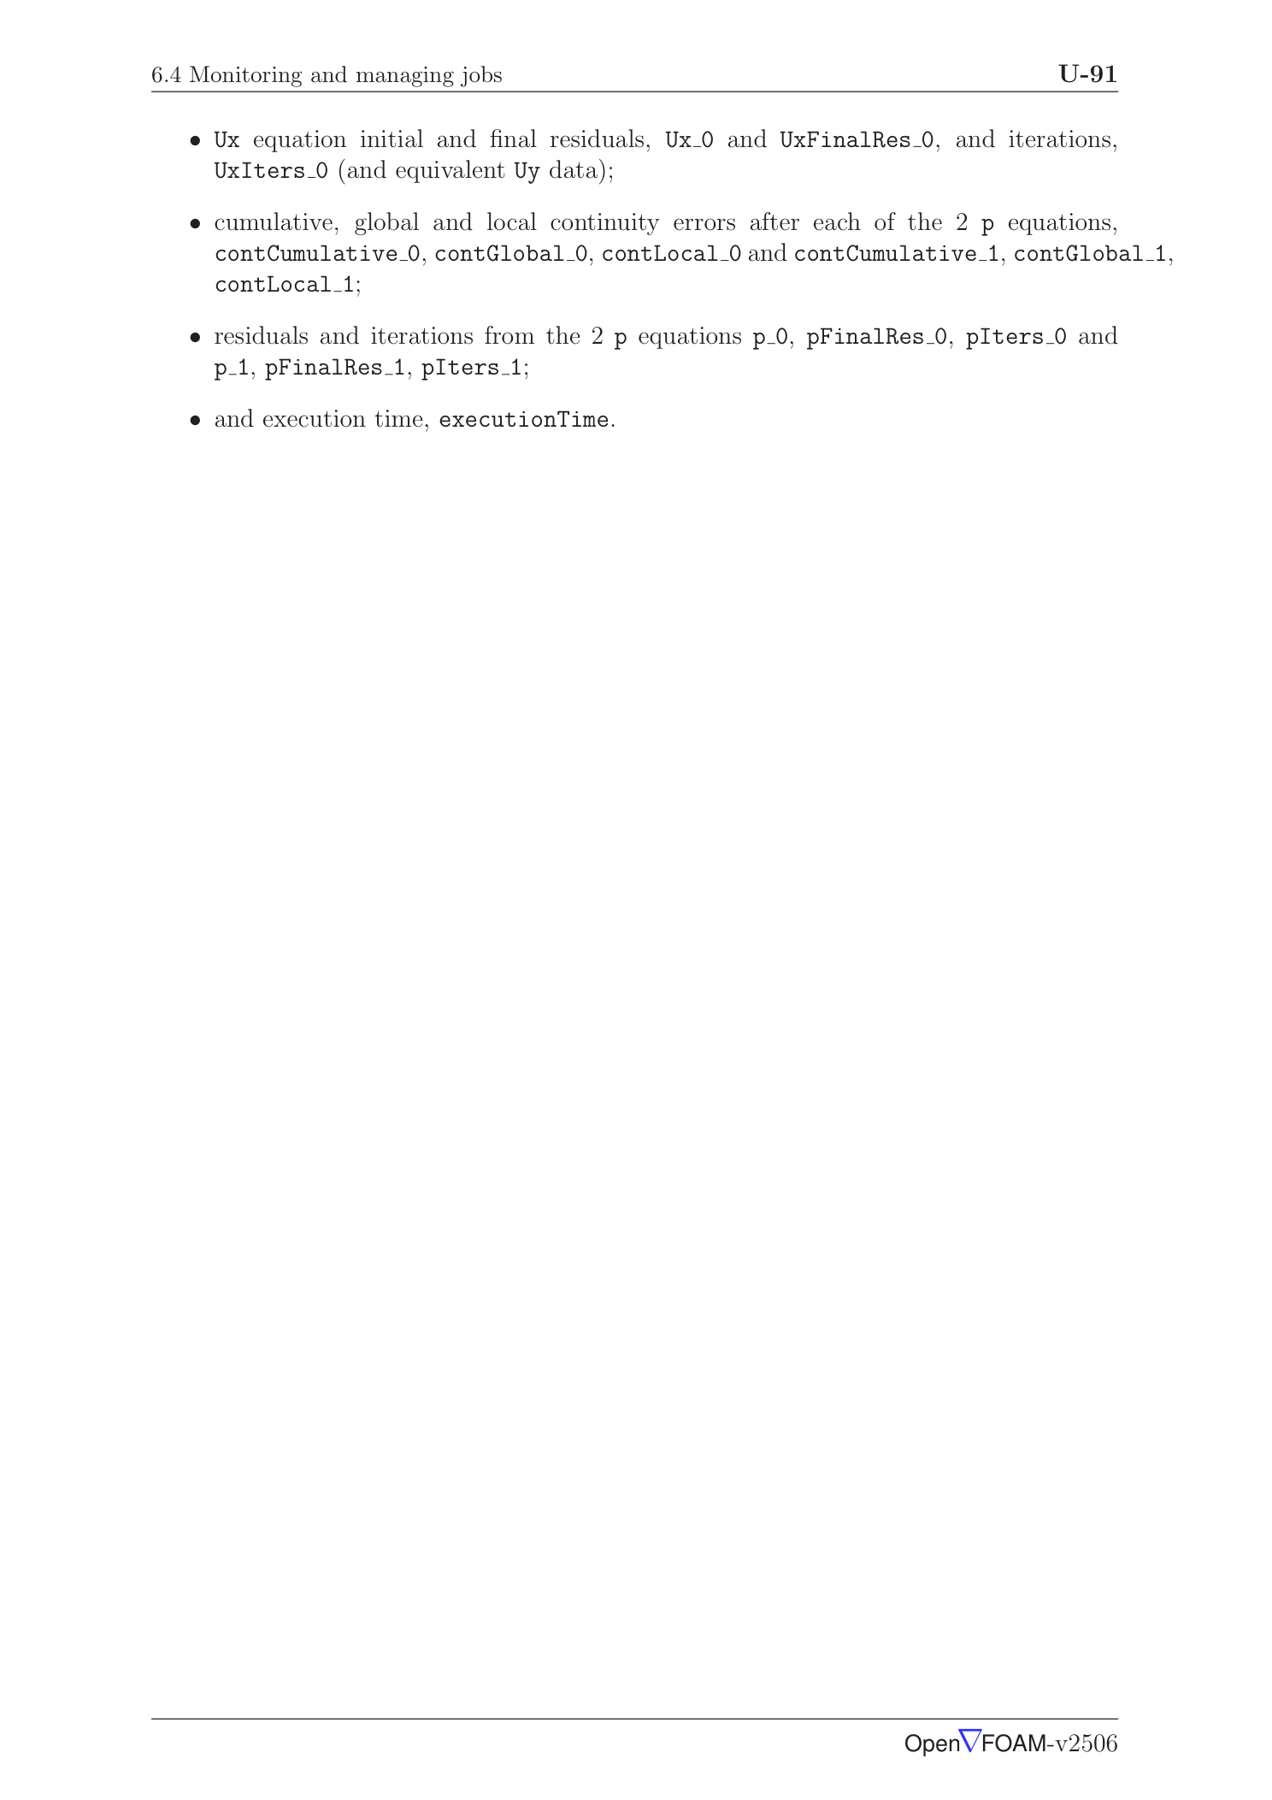 6.4 Monitoring and managing jobs U-91
• Ux equation initial and final residuals, Ux_0 and UxFinalRes_0, and iterations,
UxIters_0 (and equivalent Uy data);
• cumulative, global and local continuity errors after each of the 2 p equations,
contCumulative_0, contGlobal_0, contLocal_0 and contCumulative_1, contGlobal_1,
contLocal_1;
• residuals and iterations from the 2 p equations p_0, pFinalRes_0, pIters_0 and
p_1, pFinalRes_1, pIters_1;
• and execution time, executionTime.
Open∇FOAM-v2506